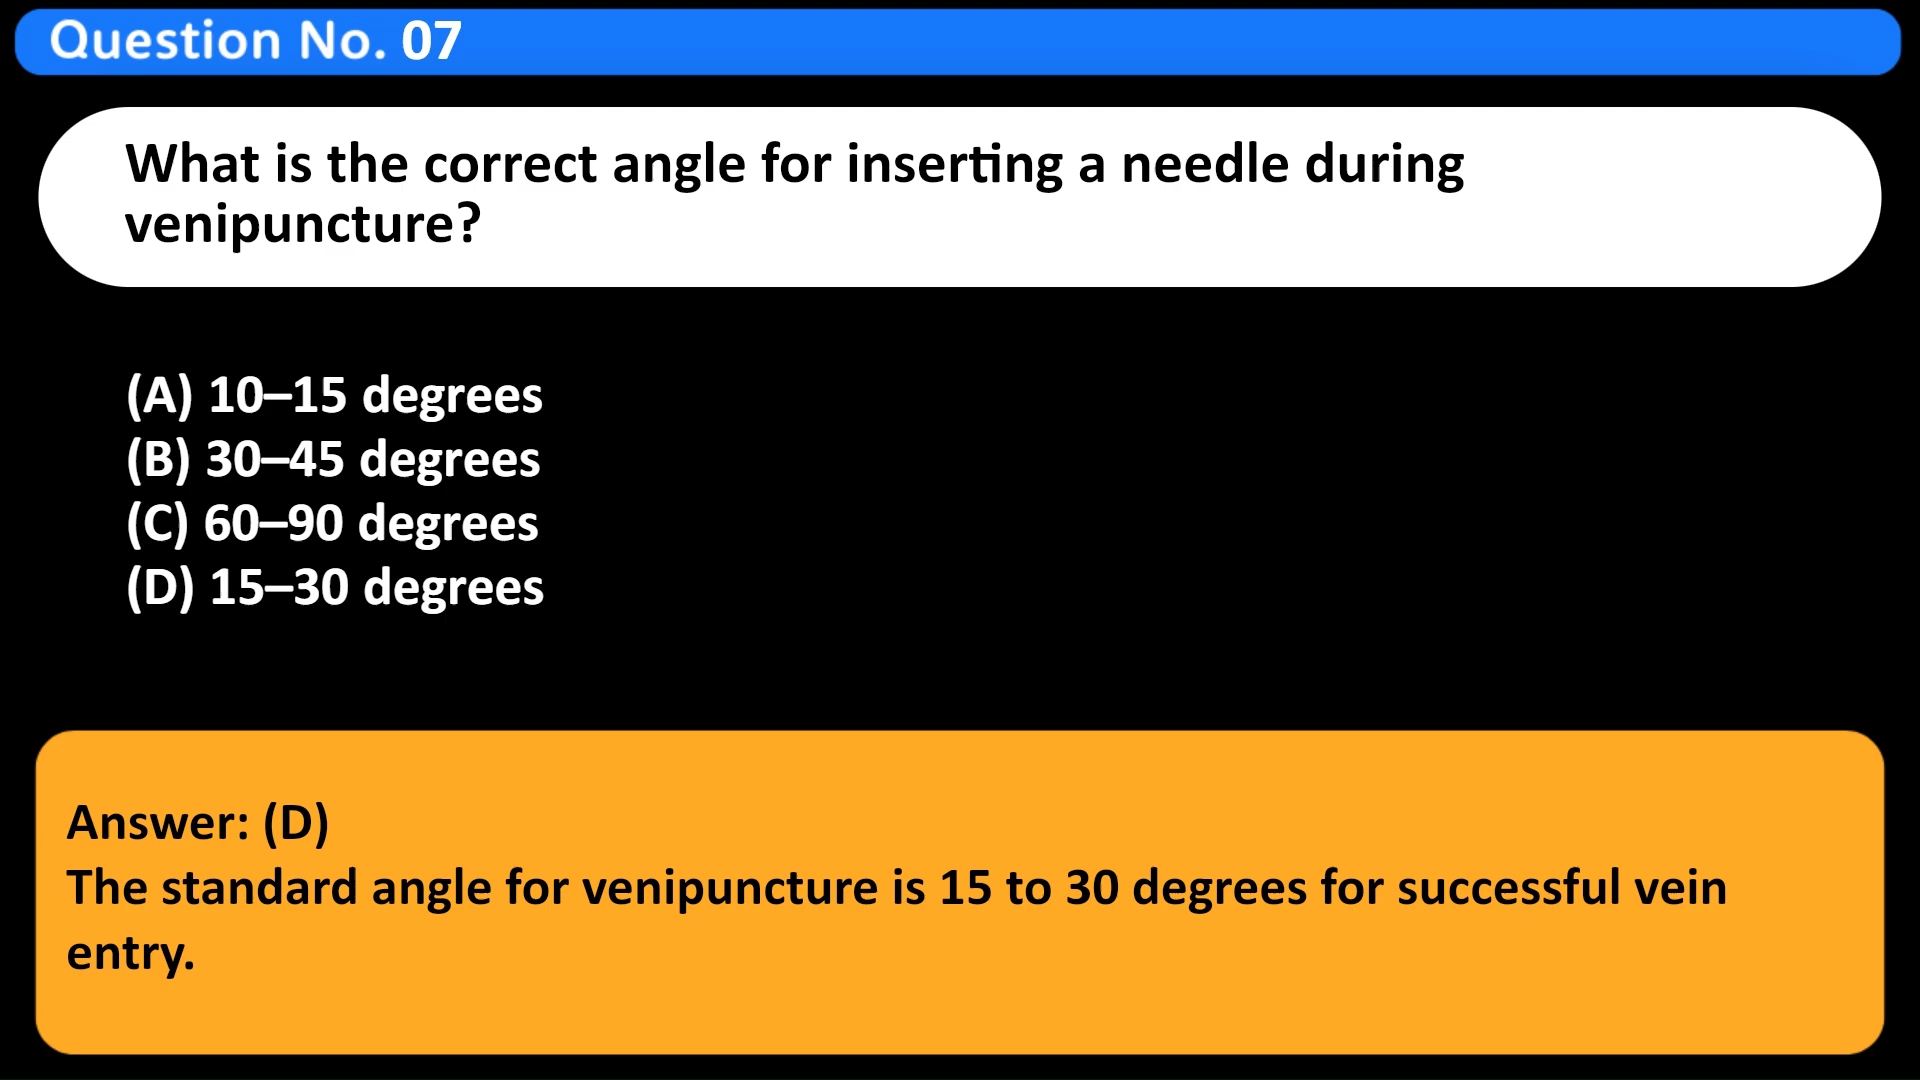 Question No. 07
What is the correct angle for inserting a needle during
venipuncture?
(A) 10–15 degrees
(B) 30–45 degrees
(C) 60–90 degrees
(D) 15–30 degrees
Answer: (D)
The standard angle for venipuncture is 15 to 30 degrees for successful vein
entry.